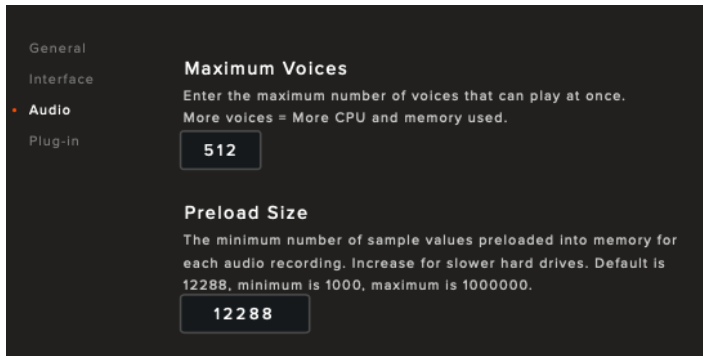 General
Interface
Audio
Plug-in
Maximum Voices
Enter the maximum number of voices that can play at once.
More voices = More CPU and memory used.
512
Preload Size
The minimum number of sample values preloaded into memory for
each audio recording. Increase for slower hard drives. Default is
12288, minimum is 1000, maximum is 1000000.
12288